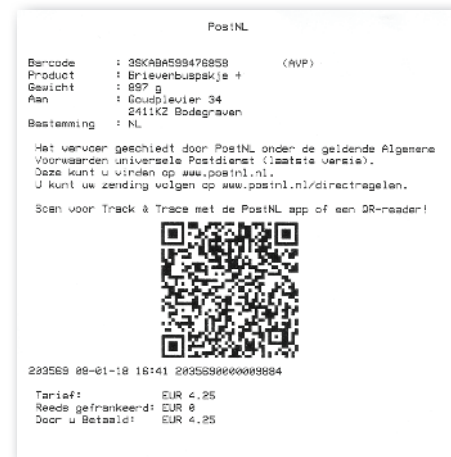 PostNL
Barcode : 3SKABA599476858 (AVP)
Product : Brievenbuspakje +
Gewicht : 897 g
Aan : Goudplevier 34
2411KZ Bodegraven
Bestemming : NL
Het vervoer geschiedt door PostNL onder de geldende Algemene
Voorwaarden universele Postdienst (laatste versie).
Deze kunt u vinden op www.postnl.nl.
U kunt uw zending volgen op www.postnl.nl/directregelen.
Scan voor Track & Trace met de PostNL app of een QR-reader!
203569 09-01-18 16:41 2035690000009884
Tarief: EUR 4.25
Reeds gefrankeerd: EUR 0
Door u Betaald: EUR 4.25